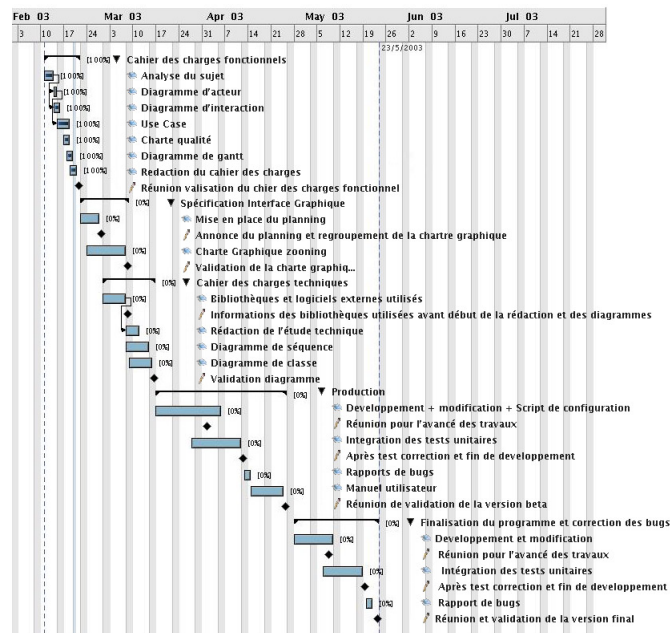 Feb 03 Mar 03 Apr 03 May 03 Jun 03 Jul 03
3 10 17 24 3 10 17 24 31 7 14 21 28 5 12 19 26 2 9 16 23 30 7 14 21 28
23/5/2003
[100%] Cahier des charges fonctionnels
[100%] Analyse du sujet
[100%] Diagramme d'acteur
[100%] Diagramme d'interaction
[100%] Use Case
[100%] Charte qualité
[100%] Diagramme de gantt
[100%] Redaction du cahier des charges
Réunion valisation du chier des charges fonctionnel
[0%] Spécification Interface Graphique
[0%] Mise en place du planning
Annonce du planning et regroupement de la chartre graphique
[0%] Charte Graphique zooning
Validation de la charte graphiq...
[0%] Cahier des charges techniques
[0%] Bibliothèques et logiciels externes utilisés
Informations des bibliothèques utilisées avant début de la rédaction et des diagrammes
[0%] Rédaction de l'étude technique
[0%] Diagramme de séquence
[0%] Diagramme de classe
Validation diagramme
[0%] Production
[0%] Developpement + modification + Script de configuration
Réunion pour l'avancé des travaux
[0%] Integration des tests unitaires
Après test correction et fin de developpement
[0%] Rapports de bugs
[0%] Manuel utilisateur
Réunion de validation de la version beta
[0%] Finalisation du programme et correction des bugs
[0%] Developpement et modification
Réunion pour l'avancé des travaux
[0%] Intégration des tests unitaires
Après test correction et fin de developpement
[0%] Rapport de bugs
Réunion et validation de la version final